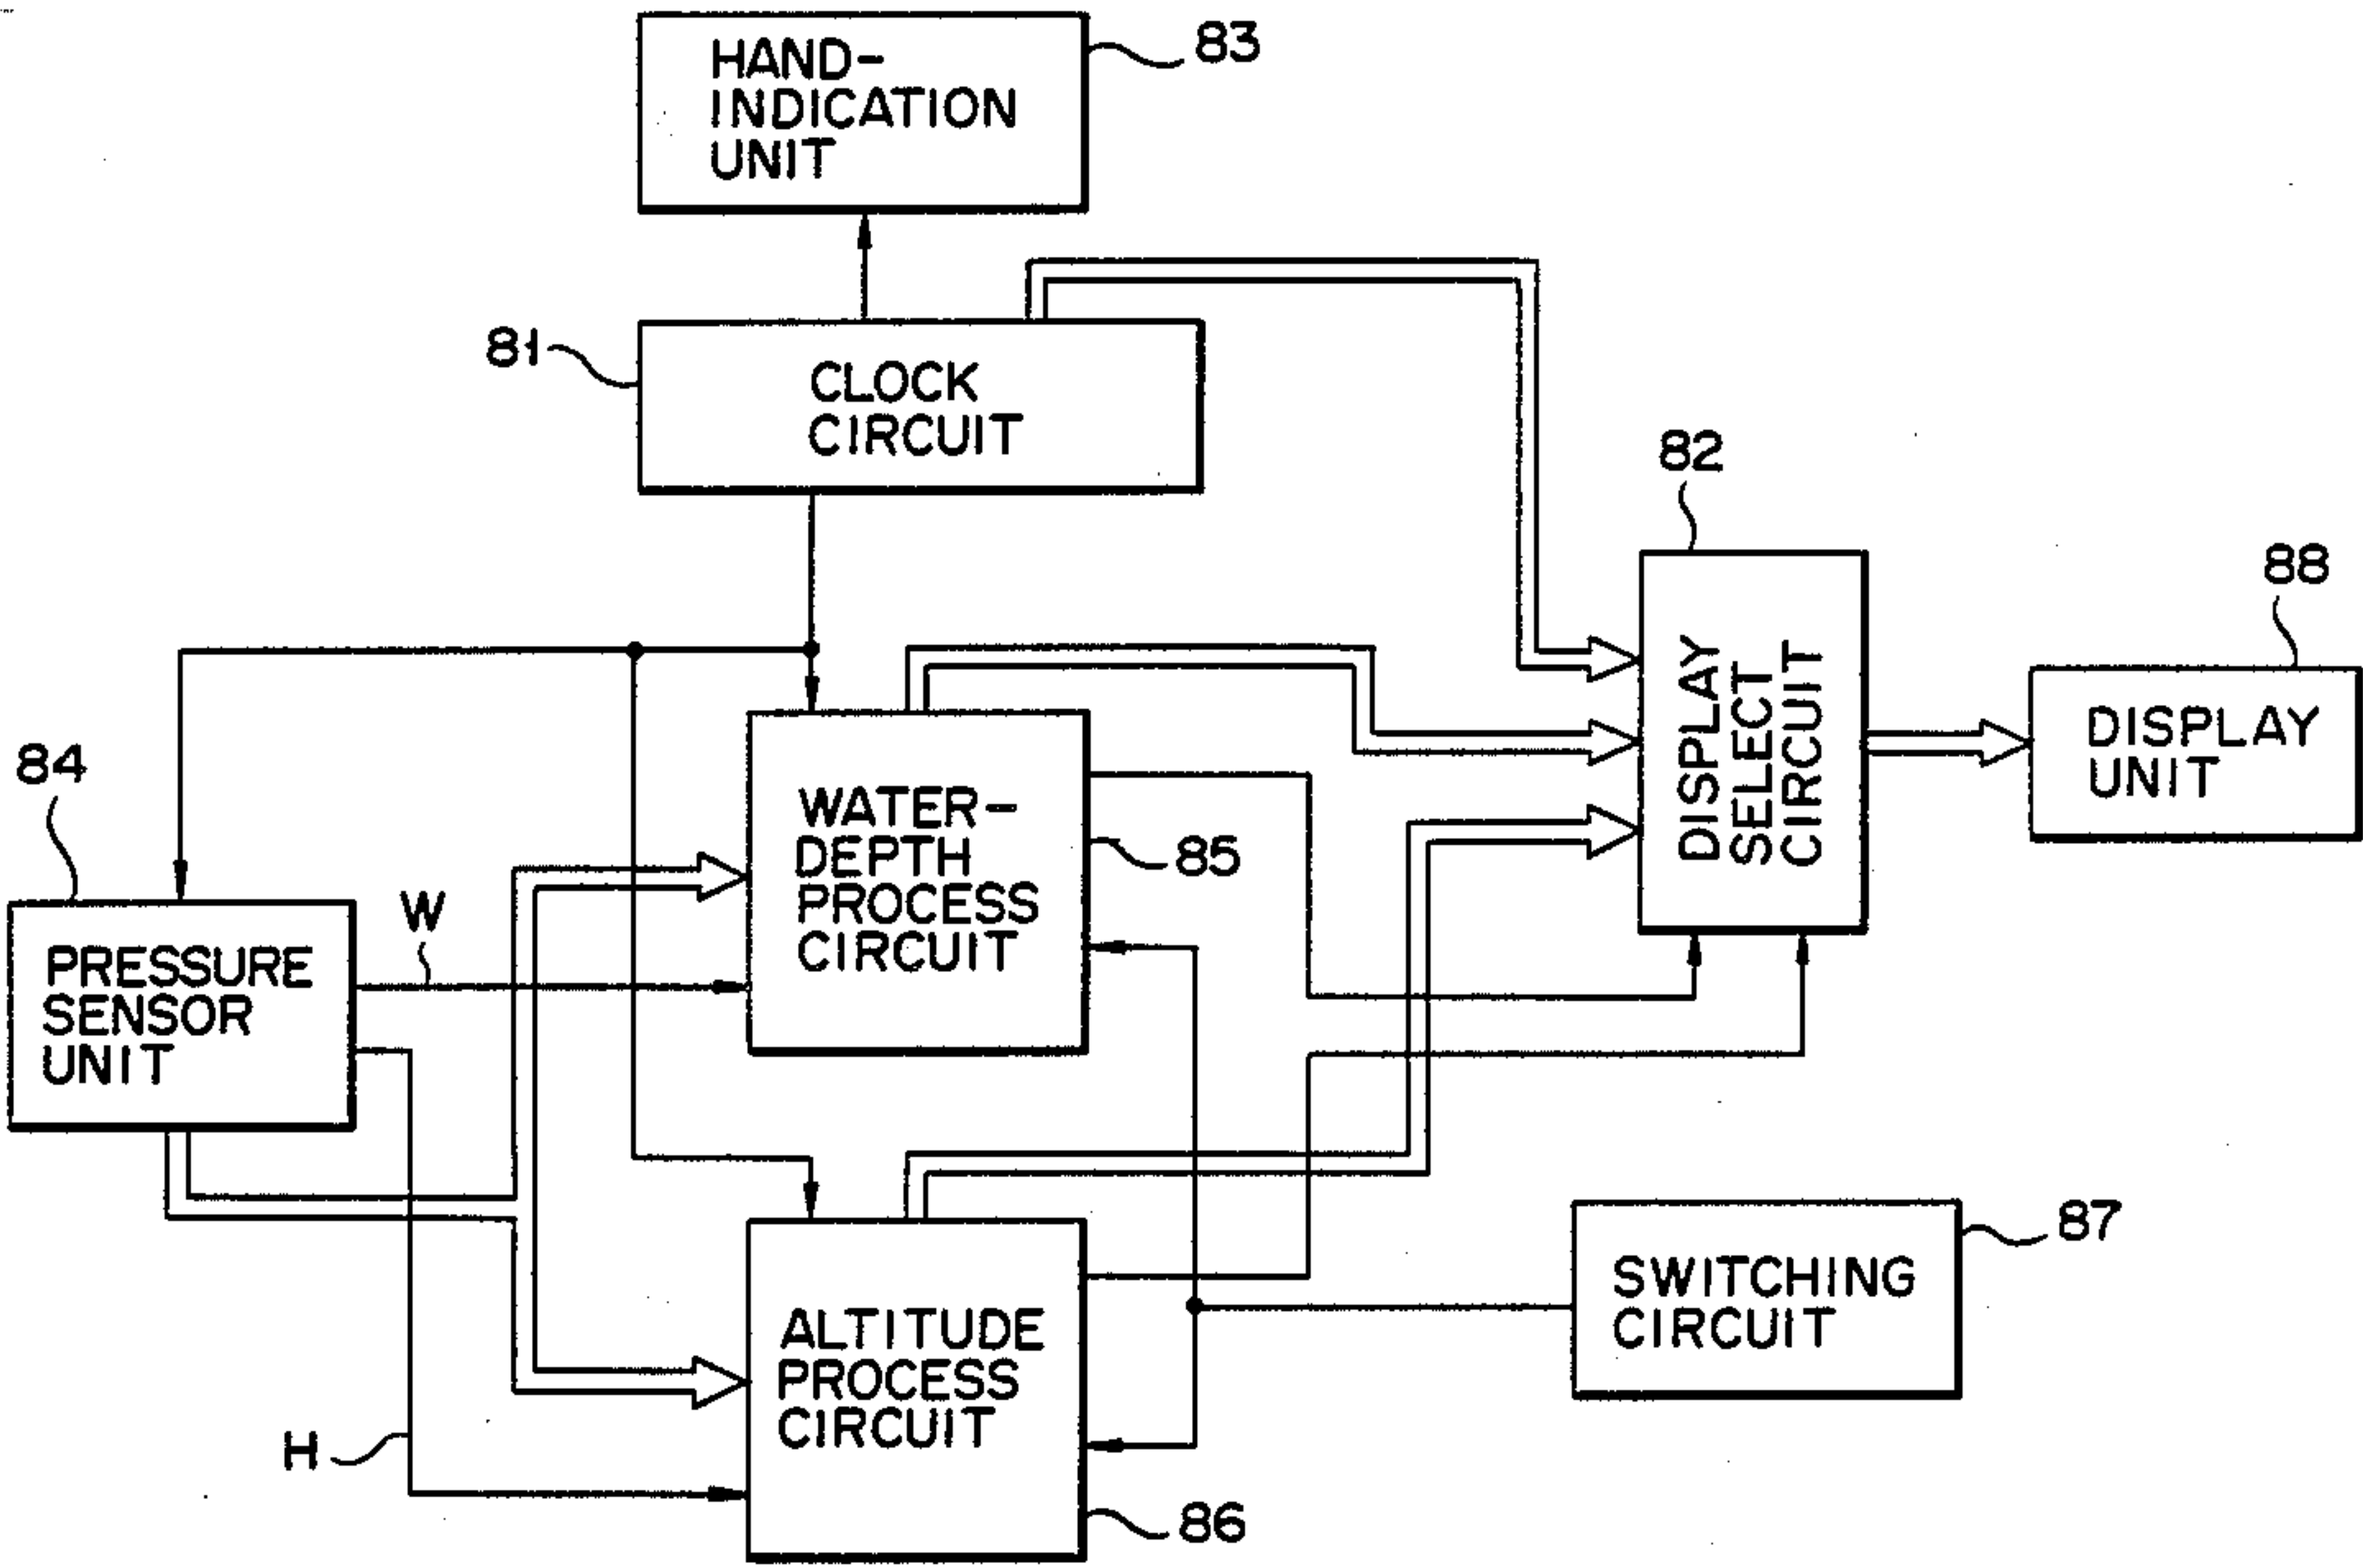 HAND-
INDICATION
UNIT
83
81
CLOCK
CIRCUIT
82
DISPLAY
SELECT
CIRCUIT
88
DISPLAY
UNIT
84
PRESSURE
SENSOR
UNIT
W
WATER-
DEPTH
PROCESS
CIRCUIT
85
H
ALTITUDE
PROCESS
CIRCUIT
86
SWITCHING
CIRCUIT
87